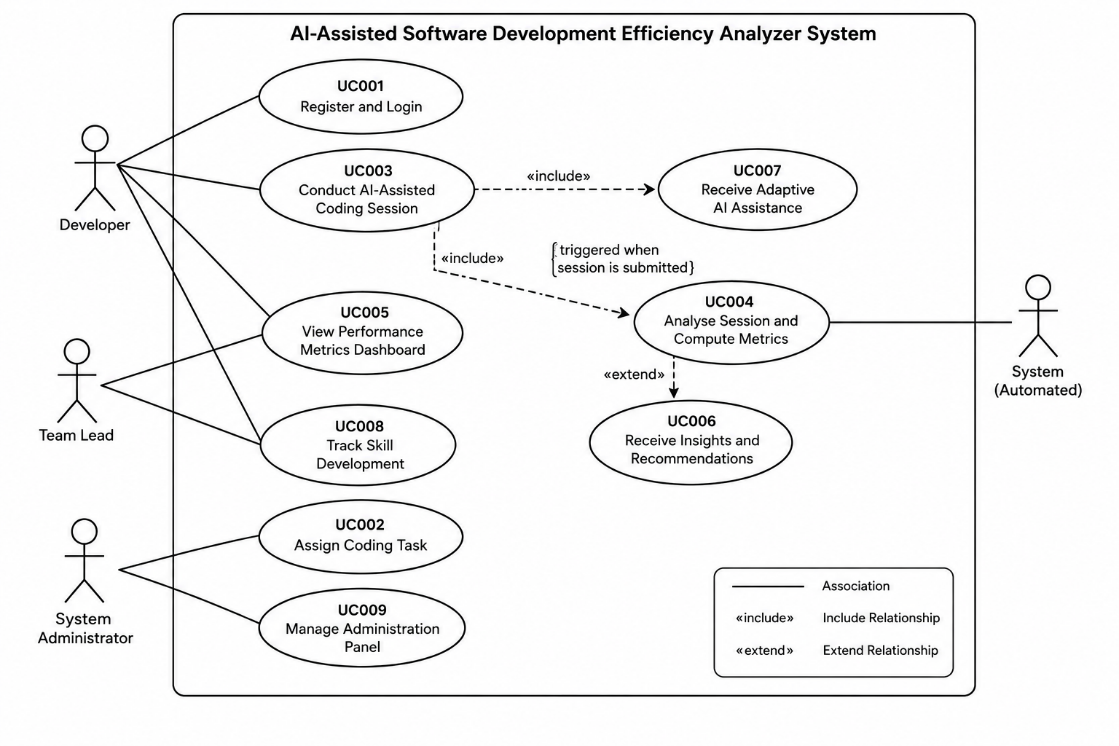 AI-Assisted Software Development Efficiency Analyzer System
UC001
Register and Login
UC003
Conduct AI-Assisted
Coding Session
«include»
UC007
Receive Adaptive
AI Assistance
Developer
«include»
{triggered when
session is submitted}
UC005
View Performance
Metrics Dashboard
UC004
Analyse Session and
Compute Metrics
System
(Automated)
«extend»
Team Lead
UC008
Track Skill
Development
UC006
Receive Insights and
Recommendations
UC002
Assign Coding Task
System
Administrator
UC009
Manage Administration
Panel
Association
«include» Include Relationship
«extend» Extend Relationship